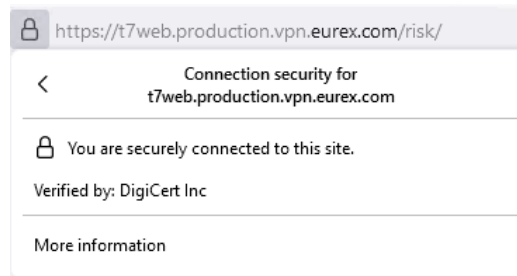 https://t7web.production.vpn.eurex.com/risk/
Connection security for
t7web.production.vpn.eurex.com
You are securely connected to this site.
Verified by: DigiCert Inc
More information